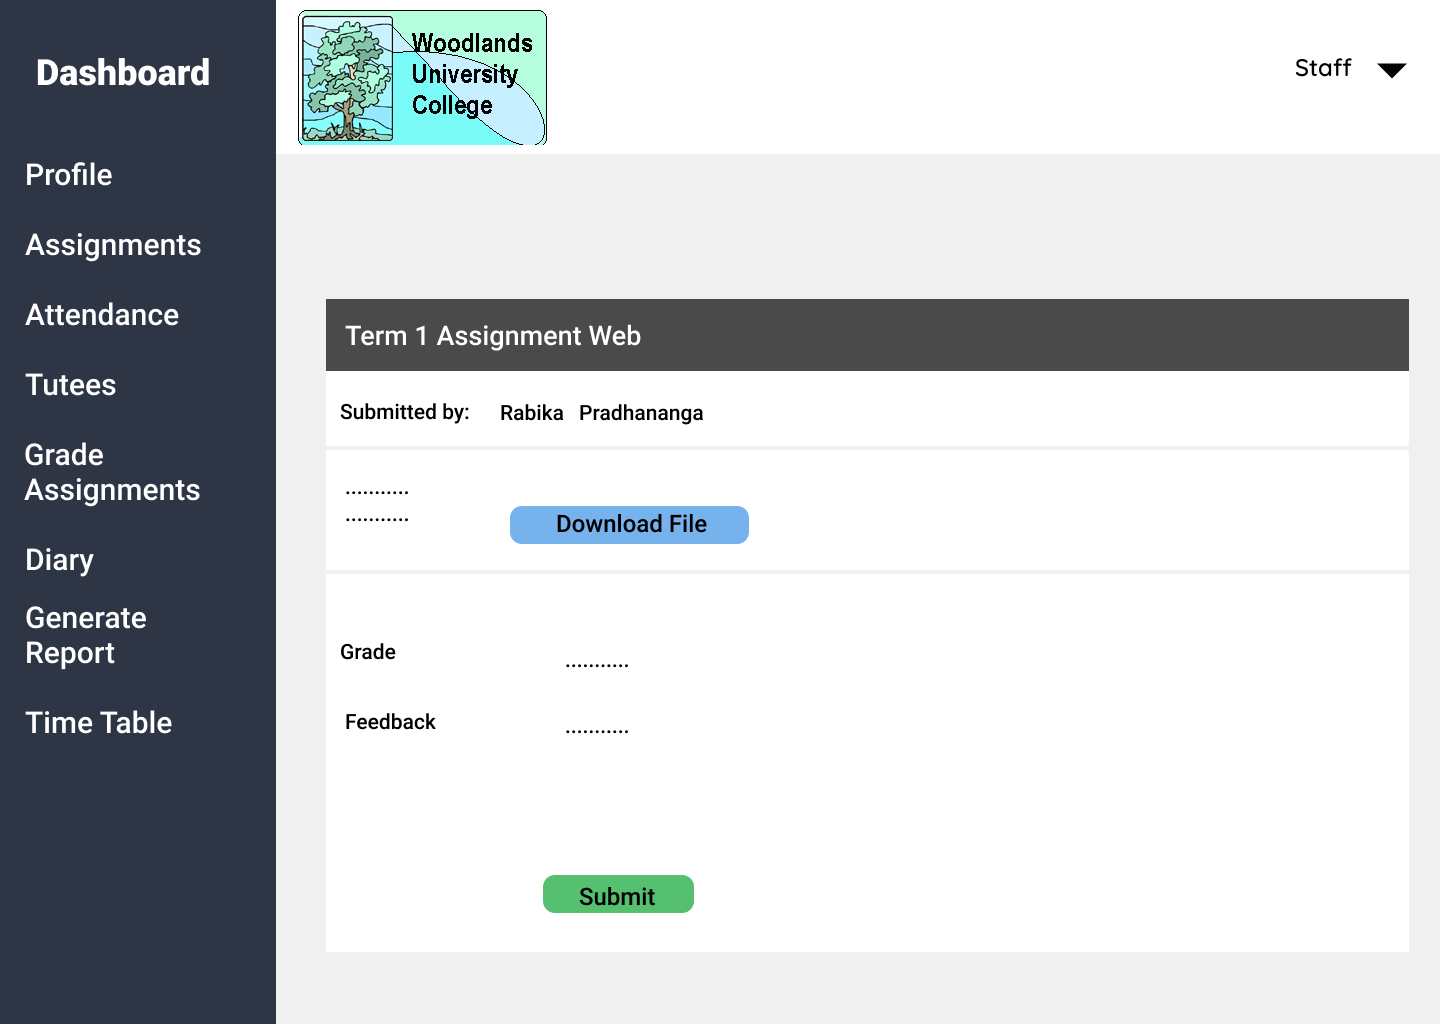 Dashboard
Profile
Assignments
Attendance
Tutees
Grade
Assignments
Diary
Generate
Report
Time Table
Woodlands
University
College
Staff
Term 1 Assignment Web
Submitted by: Rabika Pradhananga
...........
...........
Download File
Grade ...........
Feedback ...........
Submit